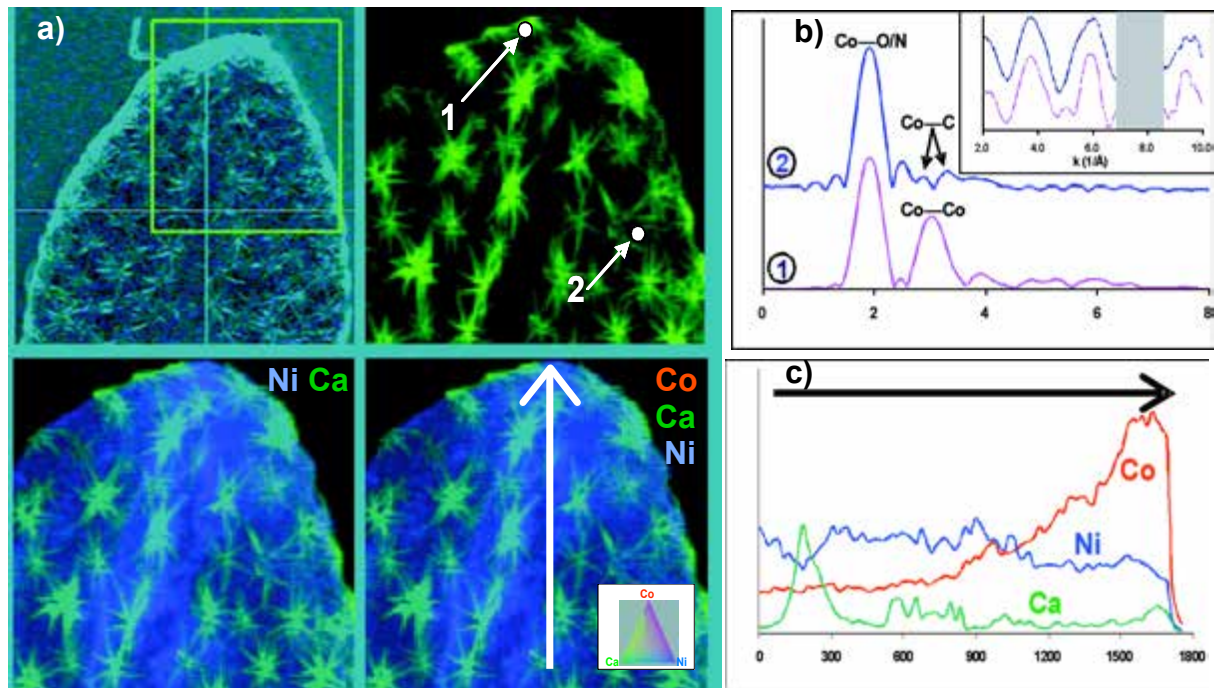 a)
1
2
Ni Ca
Co
Ca
Ni
Co
Ca
Ni
b)
Co—O/N
Co—C
2
Co—Co
1
2.0 4.0 6.0 8.0 10.0
k (1/Å)
0 2 4 6 80
c)
Co
Ni
Ca
0 300 600 900 1200 1500 1800